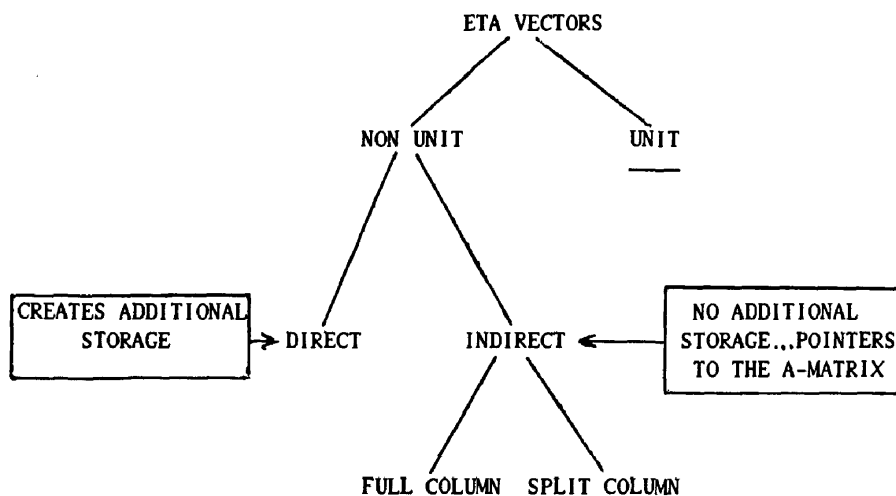 ETA VECTORS
NON UNIT
UNIT
CREATES ADDITIONAL
STORAGE
DIRECT
INDIRECT
NO ADDITIONAL
STORAGE...POINTERS
TO THE A-MATRIX
FULL COLUMN
SPLIT COLUMN